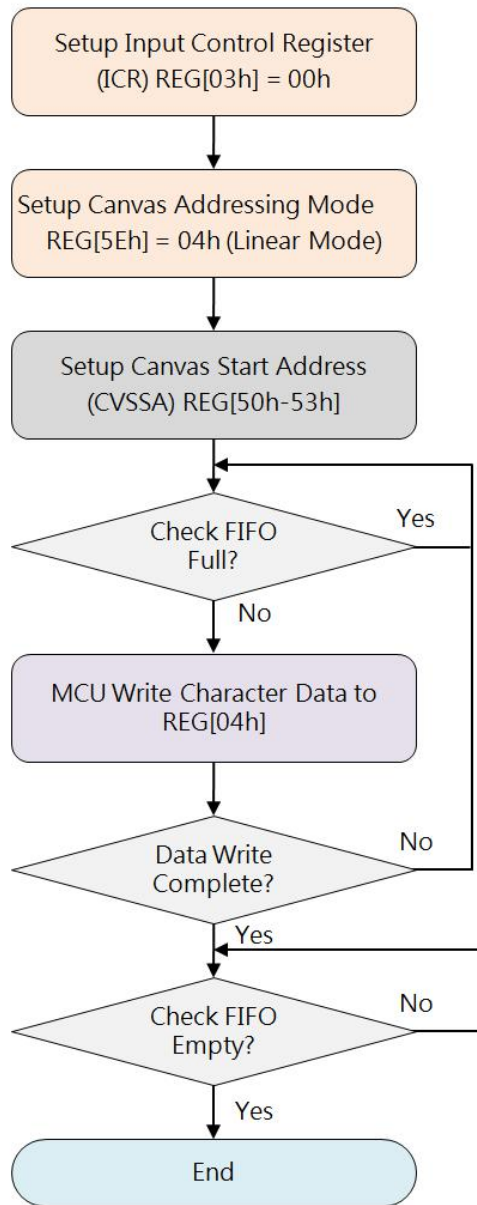 Setup Input Control Register
(ICR) REG[03h] = 00h
Setup Canvas Addressing Mode
REG[5Eh] = 04h (Linear Mode)
Setup Canvas Start Address
(CVSSA) REG[50h-53h]
Check FIFO
Full?
Yes
No
MCU Write Character Data to
REG[04h]
Data Write
Complete?
No
Yes
Check FIFO
Empty?
No
Yes
End